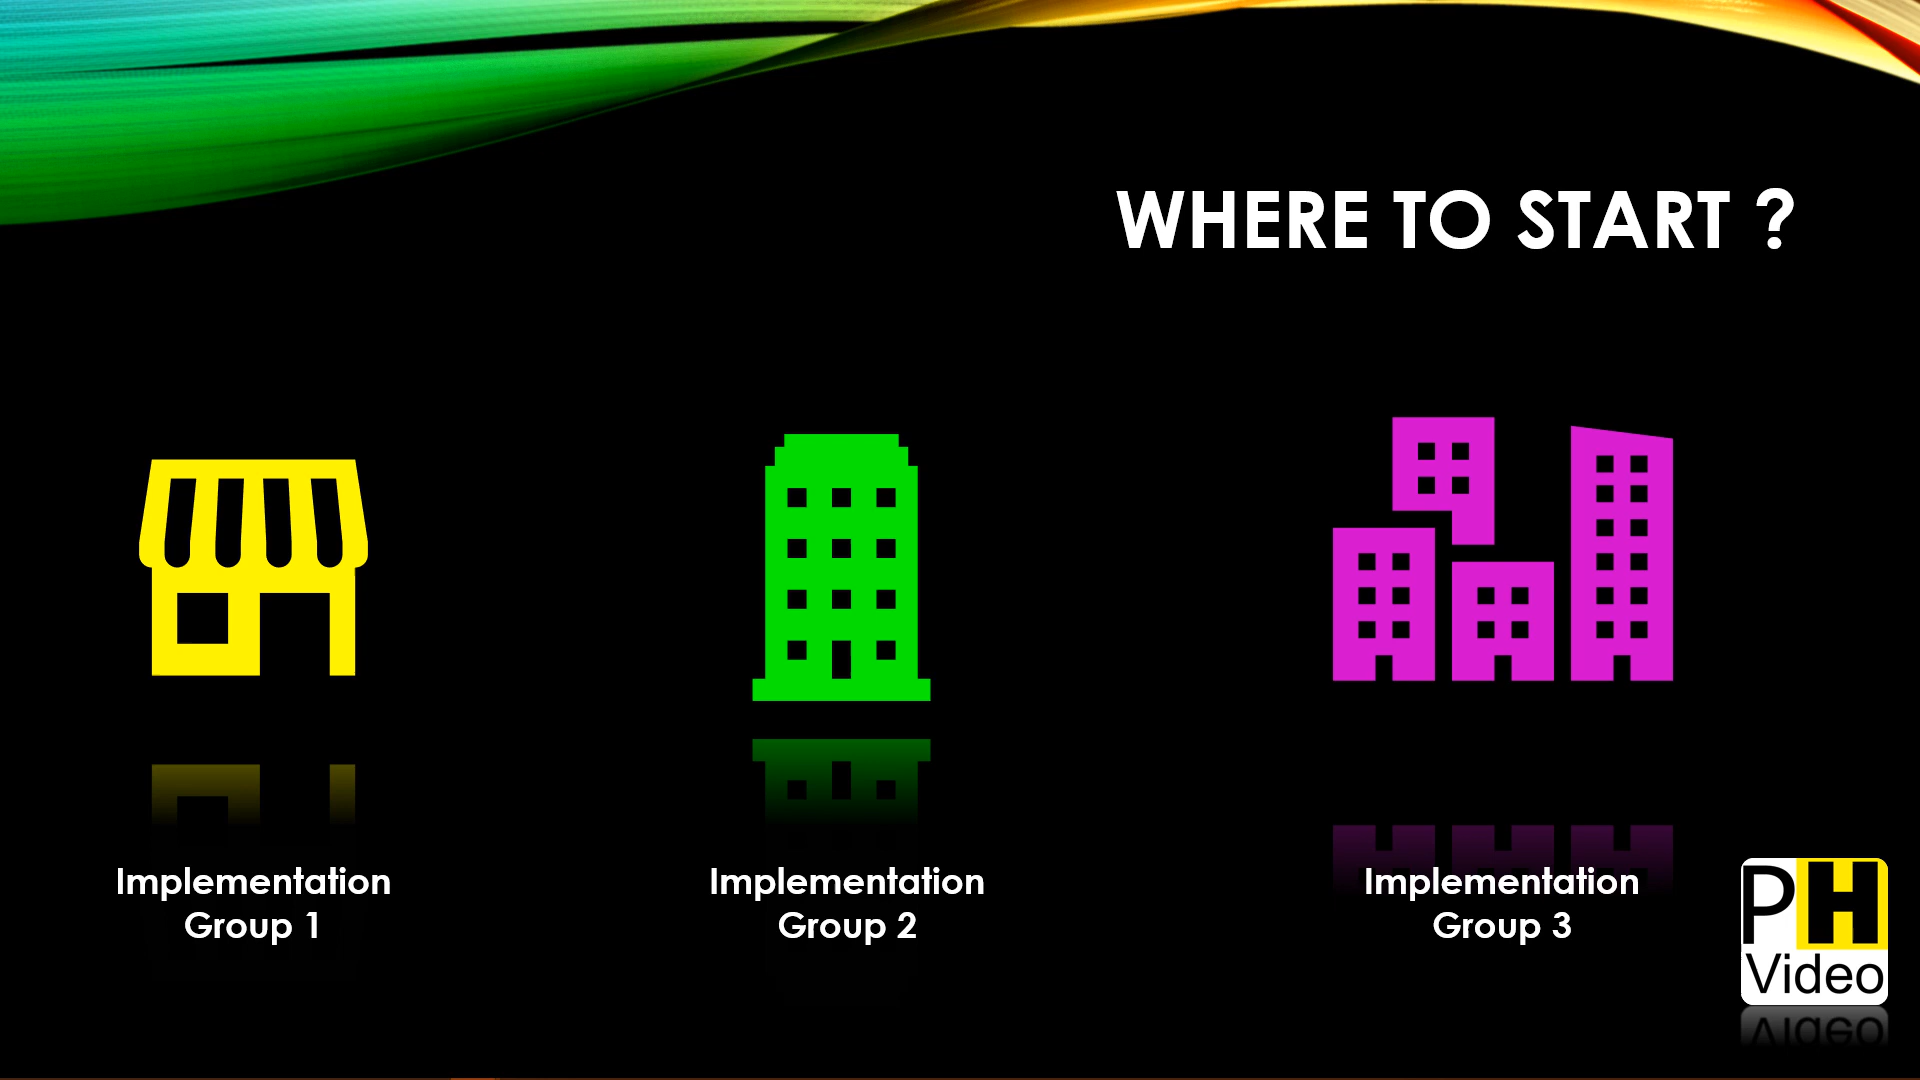 WHERE TO START ?
Implementation
Group 1
Implementation
Group 2
Implementation
Group 3
PH
Video